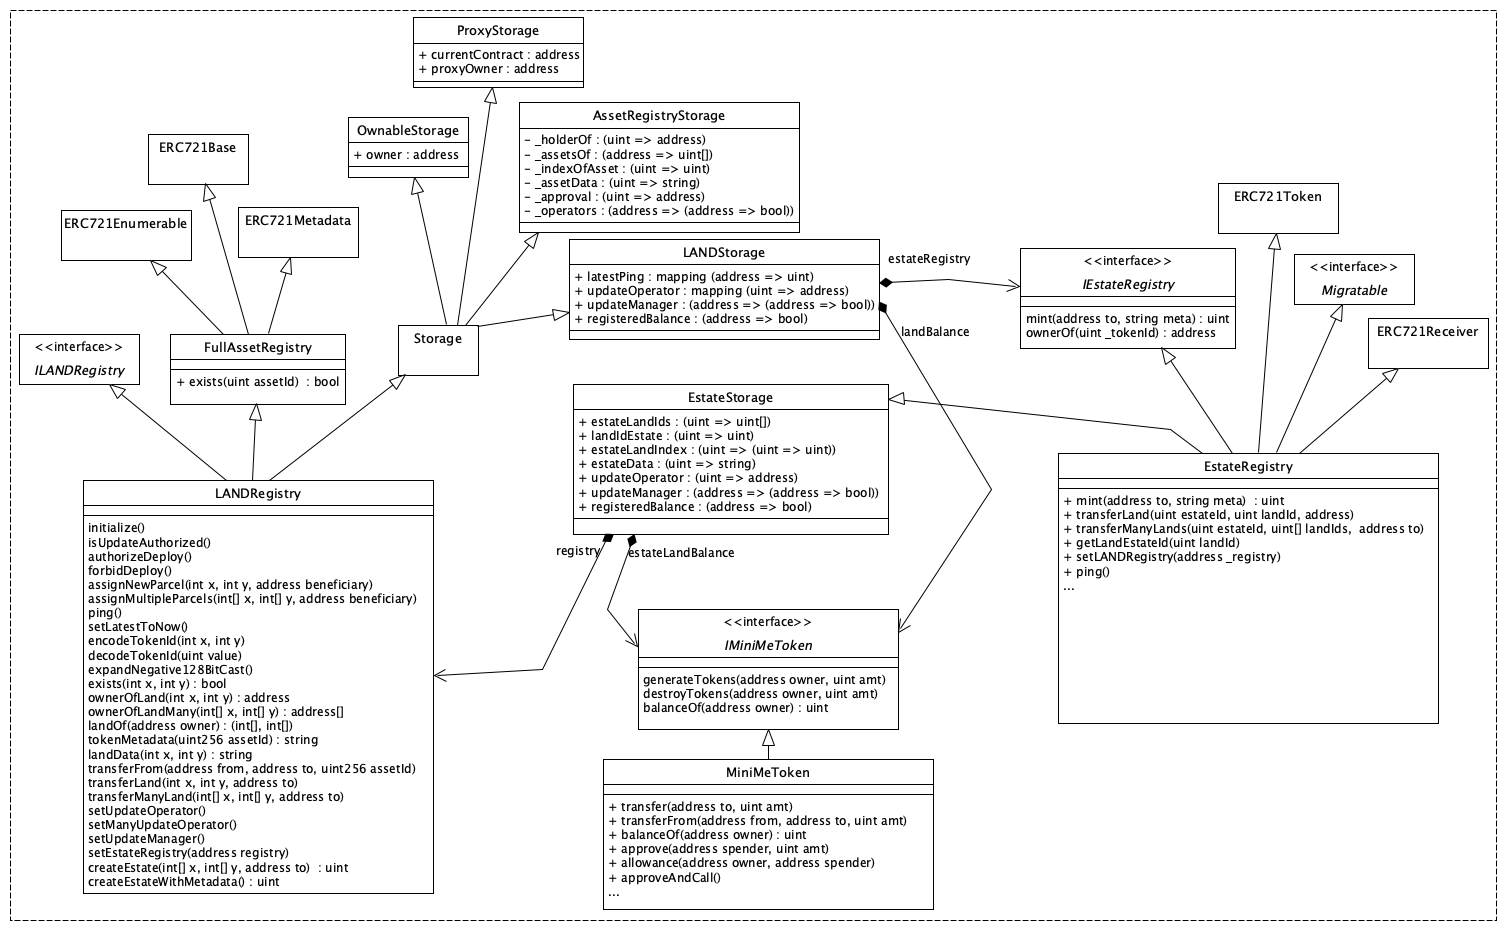 ProxyStorage
+ currentContract : address
+ proxyOwner : address
OwnableStorage
+ owner : address
AssetRegistryStorage
− _holderOf : (uint => address)
− _assetsOf : (address => uint[])
− _indexOfAsset : (uint => uint)
− _assetData : (uint => string)
− _approval : (uint => address)
− _operators : (address => (address => bool))
ERC721Base
ERC721Enumerable
ERC721Metadata
LANDStorage
+ latestPing : mapping (address => uint)
+ updateOperator : mapping (uint => address)
+ updateManager : (address => (address => bool))
+ registeredBalance : (address => bool)
estateRegistry
landBalance
<<interface>>
IEstateRegistry
mint(address to, string meta) : uint
ownerOf(uint _tokenId) : address
ERC721Token
<<interface>>
Migratable
ERC721Receiver
<<interface>>
ILANDRegistry
FullAssetRegistry
+ exists(uint assetId)  : bool
Storage
EstateStorage
+ estateLandIds : (uint => uint[])
+ landIdEstate : (uint => uint)
+ estateLandIndex : (uint => (uint => uint))
+ estateData : (uint => string)
+ updateOperator : (uint => address)
+ updateManager : (address => (address => bool))
+ registeredBalance : (address => bool)
registry
estateLandBalance
EstateRegistry
+ mint(address to, string meta)  : uint
+ transferLand(uint estateId, uint landId, address)
+ transferManyLands(uint estateId, uint[] landIds,  address to)
+ getLandEstateId(uint landId)
+ setLANDRegistry(address _registry)
+ ping()
...
LANDRegistry
initialize()
isUpdateAuthorized()
authorizeDeploy()
forbidDeploy()
assignNewParcel(int x, int y, address beneficiary)
assignMultipleParcels(int[] x, int[] y, address beneficiary)
ping()
setLatestToNow()
encodeTokenId(int x, int y)
decodeTokenId(uint value)
expandNegative128BitCast()
exists(int x, int y) : bool
ownerOfLand(int x, int y) : address
ownerOfLandMany(int[] x, int[] y) : address[]
landOf(address owner) : (int[], int[])
tokenMetadata(uint256 assetId) : string
landData(int x, int y) : string
transferFrom(address from, address to, uint256 assetId)
transferLand(int x, int y, address to)
transferManyLand(int[] x, int[] y, address to)
setUpdateOperator()
setManyUpdateOperator()
setUpdateManager()
setEstateRegistry(address registry)
createEstate(int[] x, int[] y, address to)  : uint
createEstateWithMetadata() : uint
<<interface>>
IMiniMeToken
generateTokens(address owner, uint amt)
destroyTokens(address owner, uint amt)
balanceOf(address owner) : uint
MiniMeToken
+ transfer(address to, uint amt)
+ transferFrom(address from, address to, uint amt)
+ balanceOf(address owner) : uint
+ approve(address spender, uint amt)
+ allowance(address owner, address spender)
+ approveAndCall()
...